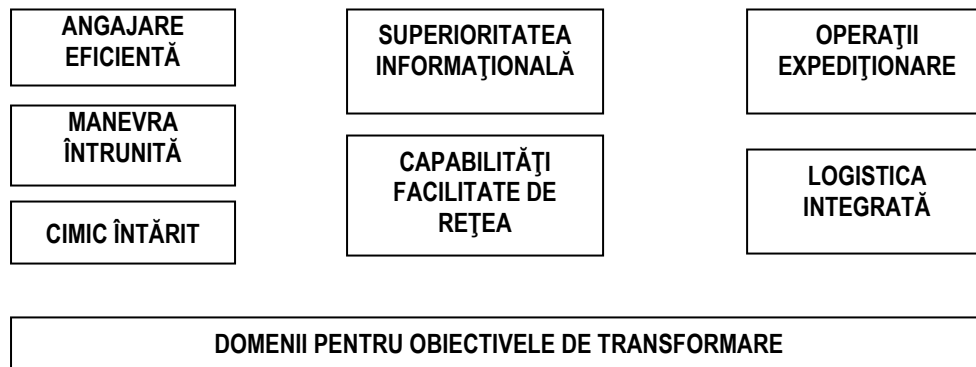 ANGAJARE
EFICIENTĂ
MANEVRA
ÎNTRUNITĂ
CIMIC ÎNTĂRIT
SUPERIORITATEA
INFORMAŢIONALĂ
CAPABILITĂŢI
FACILITATE DE
REŢEA
OPERAŢII
EXPEDIŢIONARE
LOGISTICA
INTEGRATĂ
DOMENII PENTRU OBIECTIVELE DE TRANSFORMARE